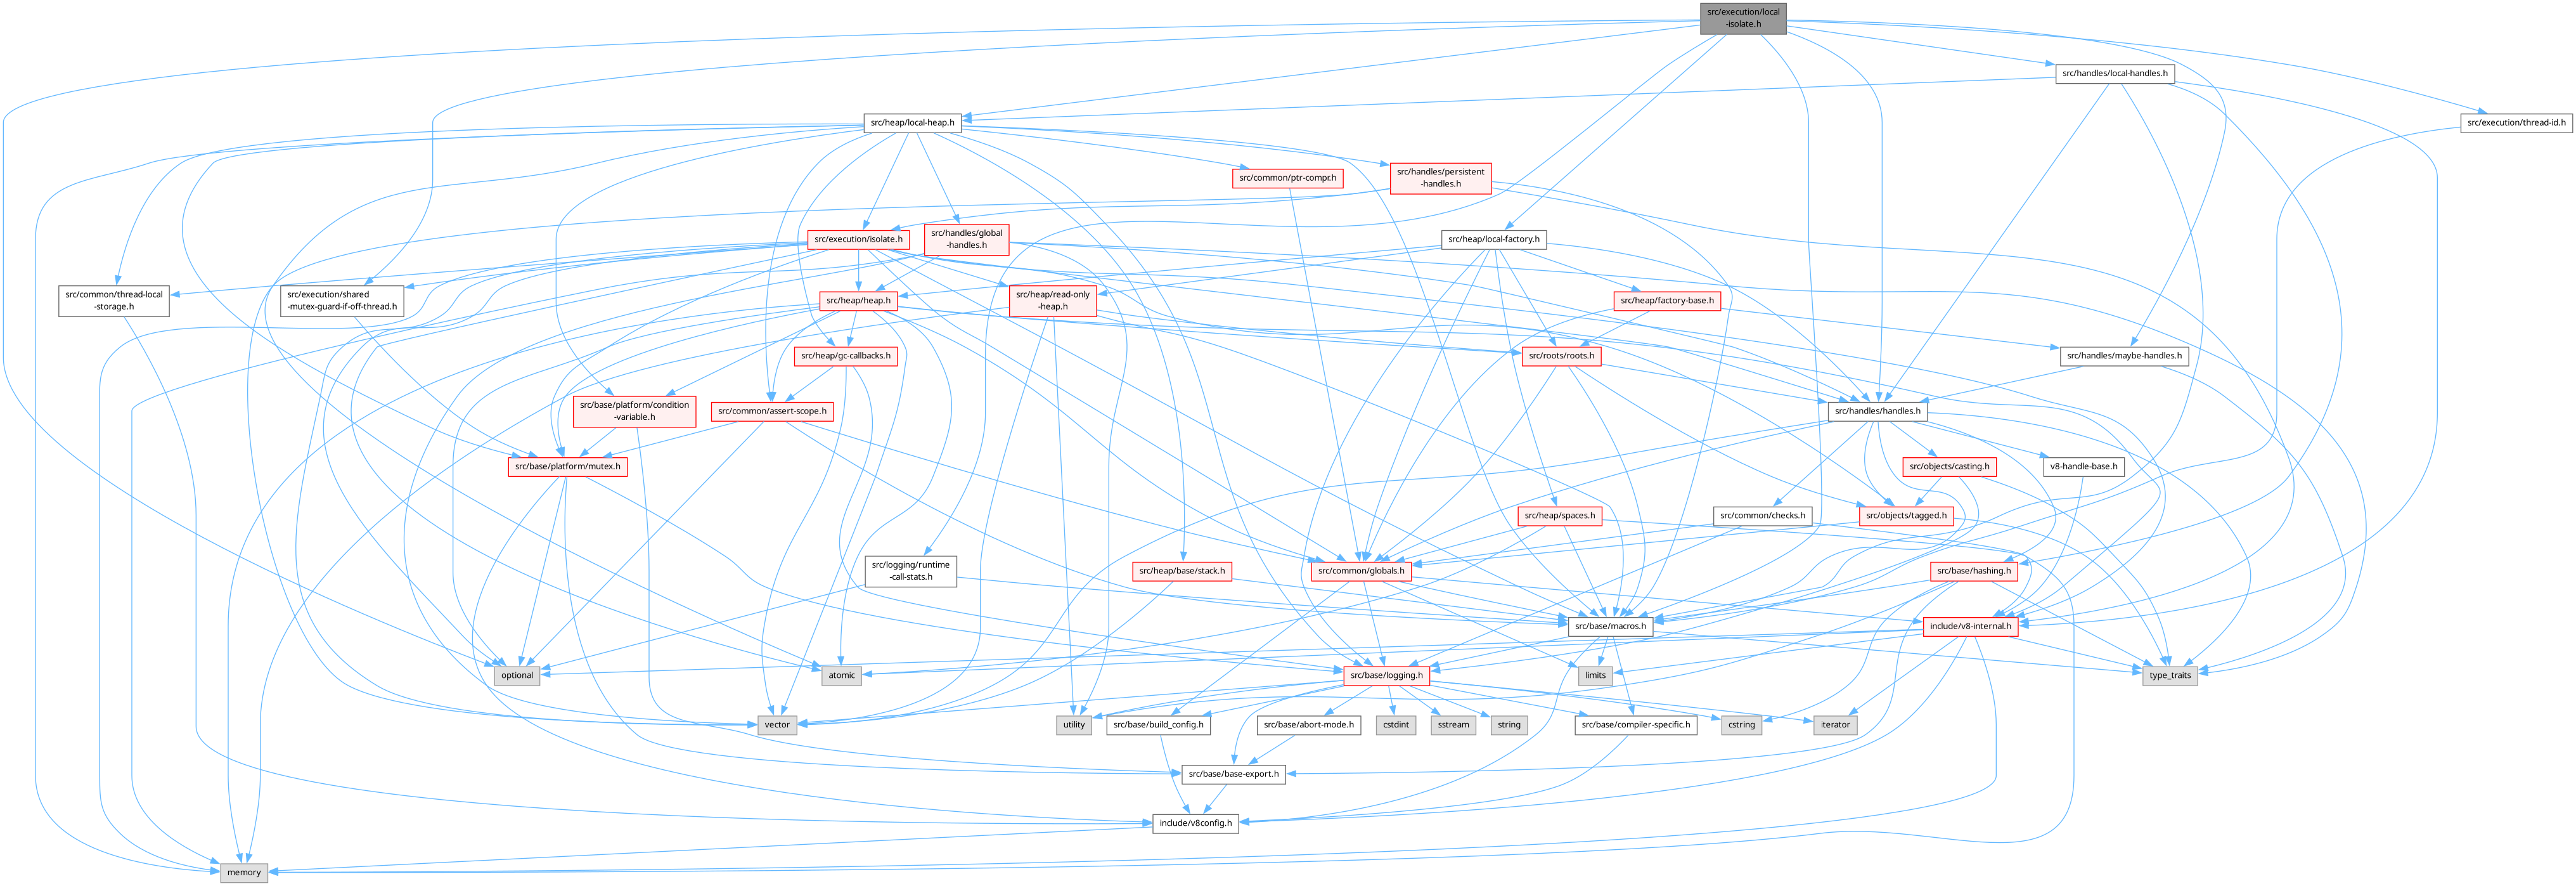 src/execution/local
-isolate.h
src/handles/local-handles.h
src/heap/local-heap.h
src/execution/thread-id.h
src/common/ptr-compr.h
src/handles/persistent
-handles.h
src/execution/isolate.h
src/handles/global
-handles.h
src/heap/local-factory.h
src/common/thread-local
-storage.h
src/execution/shared
-mutex-guard-if-off-thread.h
src/heap/heap.h
src/heap/read-only
-heap.h
src/heap/factory-base.h
src/heap/gc-callbacks.h
src/roots/roots.h
src/handles/maybe-handles.h
src/base/platform/condition
-variable.h
src/common/assert-scope.h
src/handles/handles.h
src/base/platform/mutex.h
src/objects/casting.h
v8-handle-base.h
src/heap/spaces.h
src/common/checks.h
src/objects/tagged.h
src/logging/runtime
-call-stats.h
src/heap/base/stack.h
src/common/globals.h
src/base/hashing.h
src/base/macros.h
include/v8-internal.h
optional
atomic
src/base/logging.h
limits
type_traits
vector
utility
src/base/build_config.h
src/base/abort-mode.h
cstdint
sstream
string
src/base/compiler-specific.h
cstring
iterator
src/base/base-export.h
include/v8config.h
memory